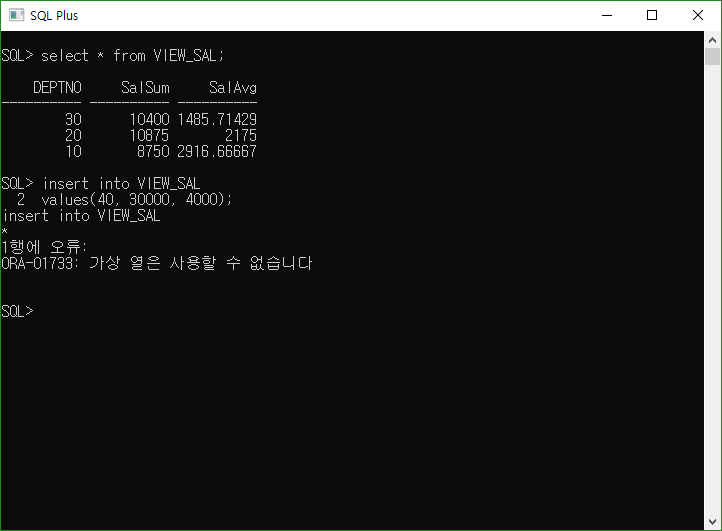 SQL Plus
SQL> select * from VIEW_SAL;
    DEPTNO     SalSum     SalAvg
---------- ---------- ----------
        30      10400 1485.71429
        20      10875       2175
        10       8750 2916.66667
SQL> insert into VIEW_SAL
  2  values(40, 30000, 4000);
insert into VIEW_SAL
*
1행에 오류:
ORA-01733: 가상 열은 사용할 수 없습니다
SQL>